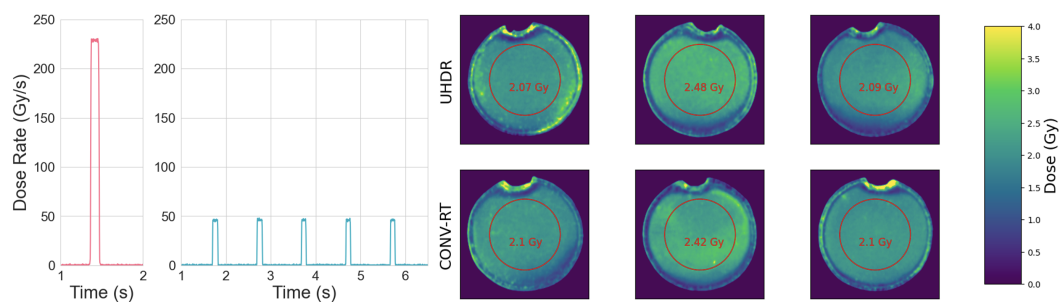 Dose Rate (Gy/s)
250
200
150
100
50
0
1
2
Time (s)
250
200
150
100
50
0
1
2
3
4
5
6
Time (s)
UHDR
2.07 Gy
2.48 Gy
2.09 Gy
CONV-RT
2.1 Gy
2.42 Gy
2.1 Gy
4.0
3.5
3.0
2.5
2.0
1.5
1.0
0.5
0.0
Dose (Gy)